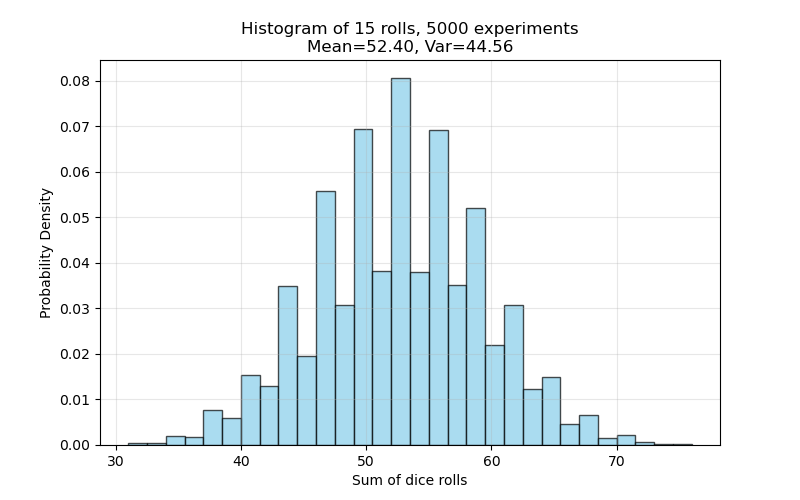 Histogram of 15 rolls, 5000 experiments
Mean=52.40, Var=44.56
0.08
0.07
0.06
0.05
0.04
0.03
0.02
0.01
0.00
Probability Density
30 40 50 60 70
Sum of dice rolls